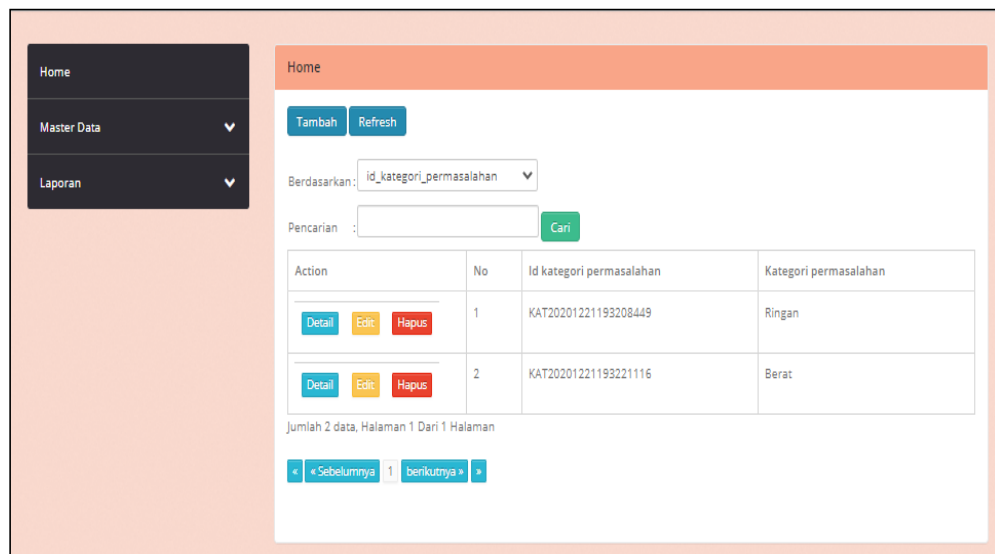 Home
Master Data
Laporan
Home
Tambah Refresh
Berdasarkan : id_kategori_permasalahan
Pencarian : Cari
Action No Id kategori permasalahan Kategori permasalahan
Detail Edit Hapus 1 KAT20201221193208449 Ringan
Detail Edit Hapus 2 KAT20201221193221116 Berat
Jumlah 2 data, Halaman 1 Dari 1 Halaman
« « Sebelumnya 1 berikutnya » »